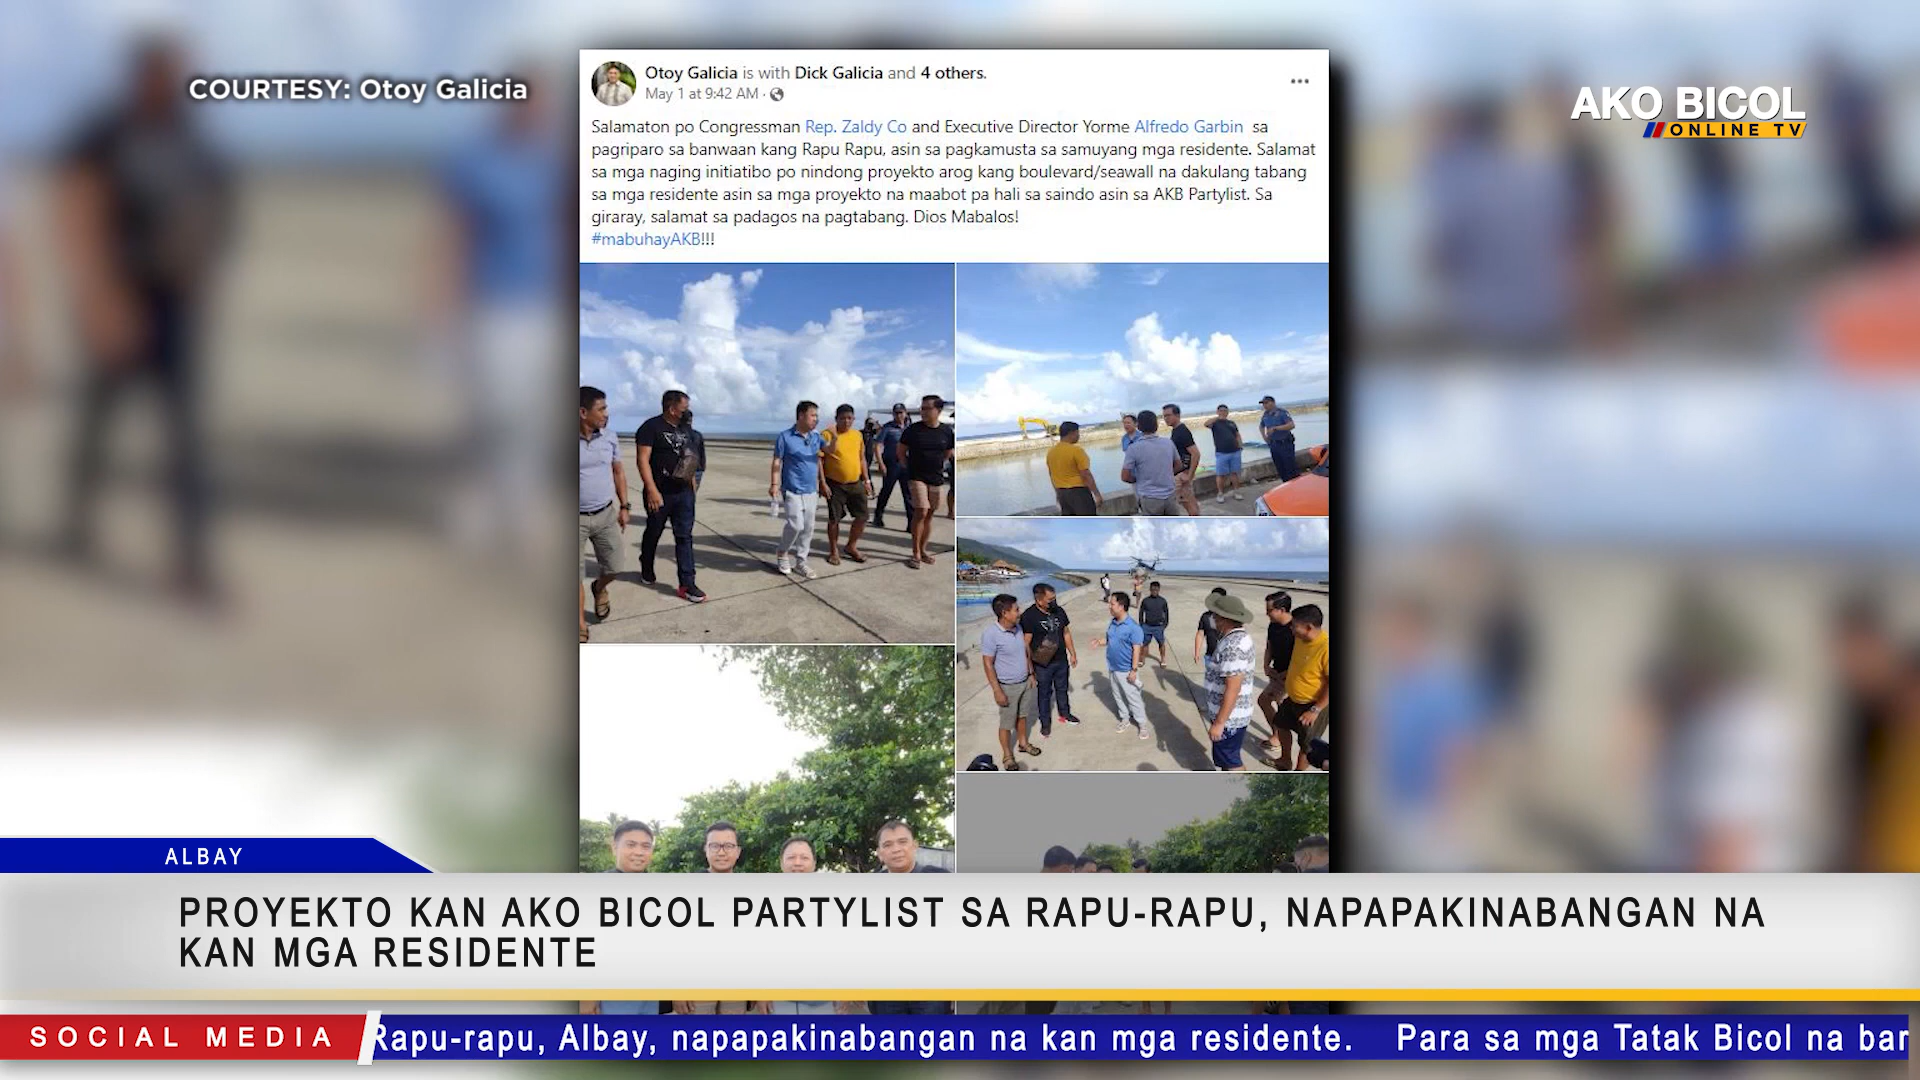 COURTESY: Otoy Galicia
AKO BICOL
ONLINE TV
Otoy Galicia is with Dick Galicia and 4 others.
May 1 at 9:42 AM ·
Salamaton po Congressman Rep. Zaldy Co and Executive Director Yorme Alfredo Garbin sa
pagriparo sa banwaan kang Rapu Rapu, asin sa pagkamusta sa samuyang mga residente. Salamat
sa mga naging initiatibo po nindong proyekto arog kang boulevard/seawall na dakulang tabang
sa mga residente asin sa mga proyekto na maabot pa hali sa saindo asin sa AKB Partylist. Sa
giraray, salamat sa padagos na pagtabang. Dios Mabalos!
#mabuhayAKB!!!
ALBAY
PROYEKTO KAN AKO BICOL PARTYLIST SA RAPU-RAPU, NAPAPAKINABANGAN NA
KAN MGA RESIDENTE
SOCIAL MEDIA
Rapu-rapu, Albay, napapakinabangan na kan mga residente. Para sa mga Tatak Bicol na bar